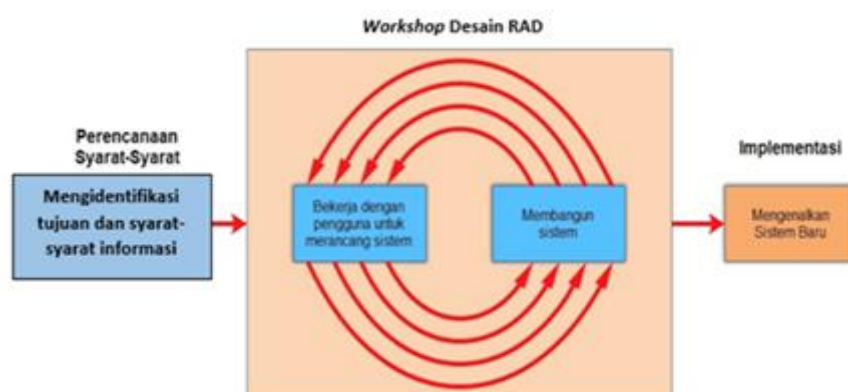 Workshop Desain RAD
Perencanaan
Syarat-Syarat
Mengidentifikasi
tujuan dan syarat-
syarat informasi
Bekerja dengan
pengguna untuk
merancang sistem
Membangun
sistem
Implementasi
Mengenalkan
Sistem Baru